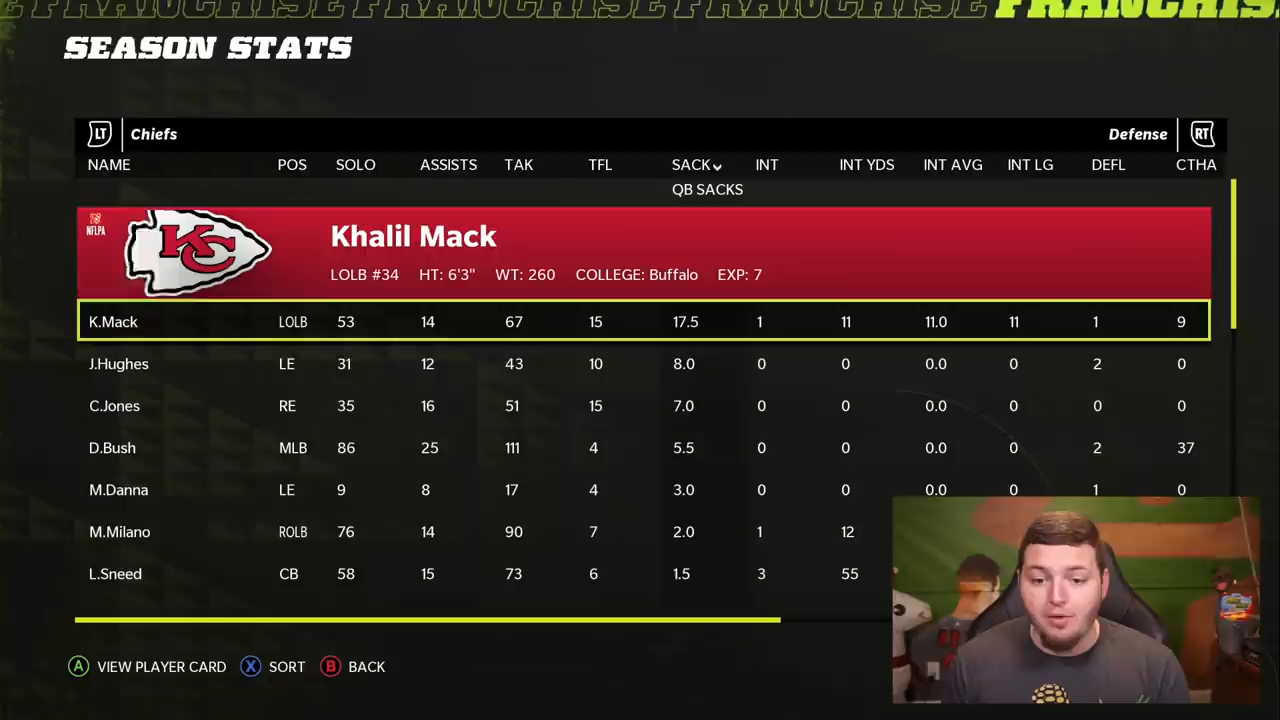 FRANCHISE FRANCHISE FRANCHISE FRANCHIS
SEASON STATS
LT Chiefs Defense RT
NAME POS SOLO ASSISTS TAK TFL SACK INT INT YDS INT AVG INT LG DEFL CTHA
QB SACKS
NFLPA
KC
Khalil Mack
LOLB #34 HT: 6'3" WT: 260 COLLEGE: Buffalo EXP: 7
K.Mack LOLB 53 14 67 15 17.5 1 11 11.0 11 1 9
J.Hughes LE 31 12 43 10 8.0 0 0 0.0 0 2 0
C.Jones RE 35 16 51 15 7.0 0 0 0.0 0 0 0
D.Bush MLB 86 25 111 4 5.5 0 0 0.0 0 2 37
M.Danna LE 9 8 17 4 3.0 0 0 0.0 0 1 0
M.Milano ROLB 76 14 90 7 2.0 1 12
L.Sneed CB 58 15 73 6 1.5 3 55
A VIEW PLAYER CARD X SORT B BACK